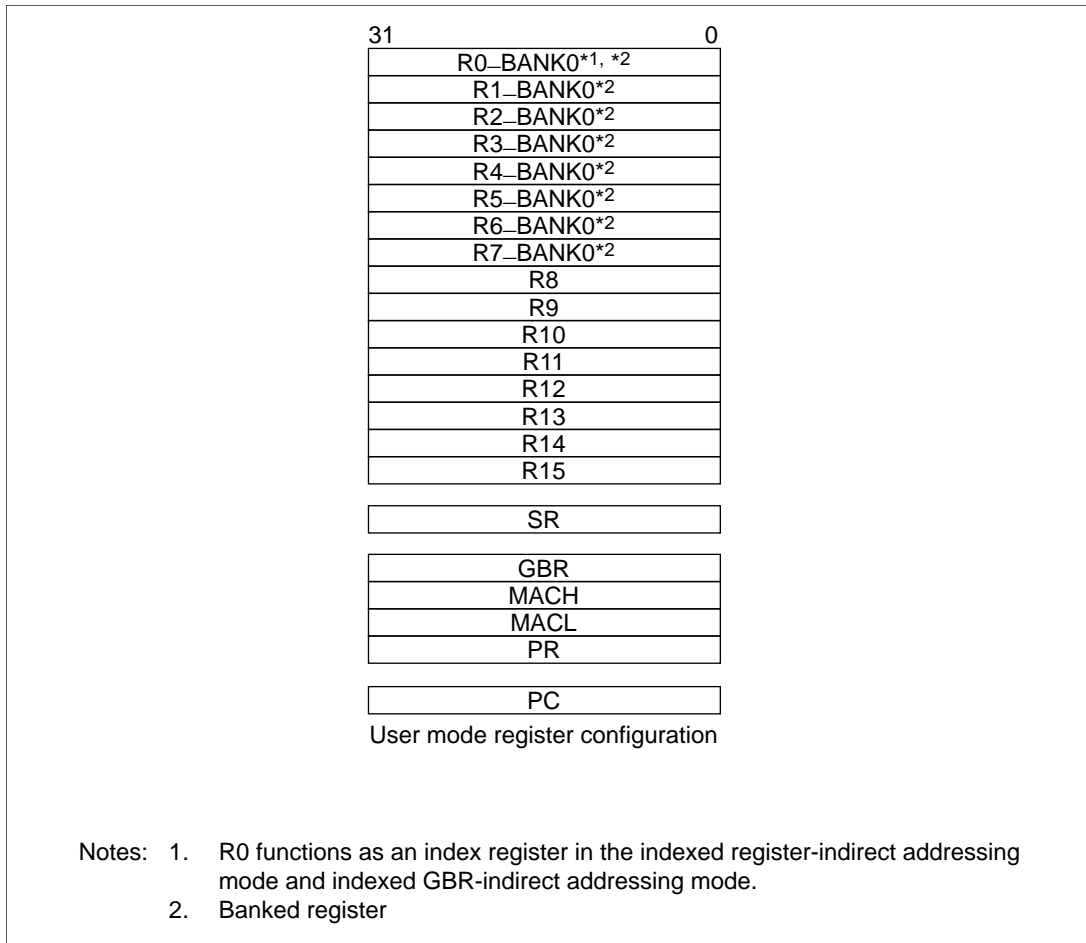 31 0
R0_BANK0*1, *2
R1_BANK0*2
R2_BANK0*2
R3_BANK0*2
R4_BANK0*2
R5_BANK0*2
R6_BANK0*2
R7_BANK0*2
R8
R9
R10
R11
R12
R13
R14
R15
SR
GBR
MACH
MACL
PR
PC
User mode register configuration
Notes: 1. R0 functions as an index register in the indexed register-indirect addressing
mode and indexed GBR-indirect addressing mode.
2. Banked register